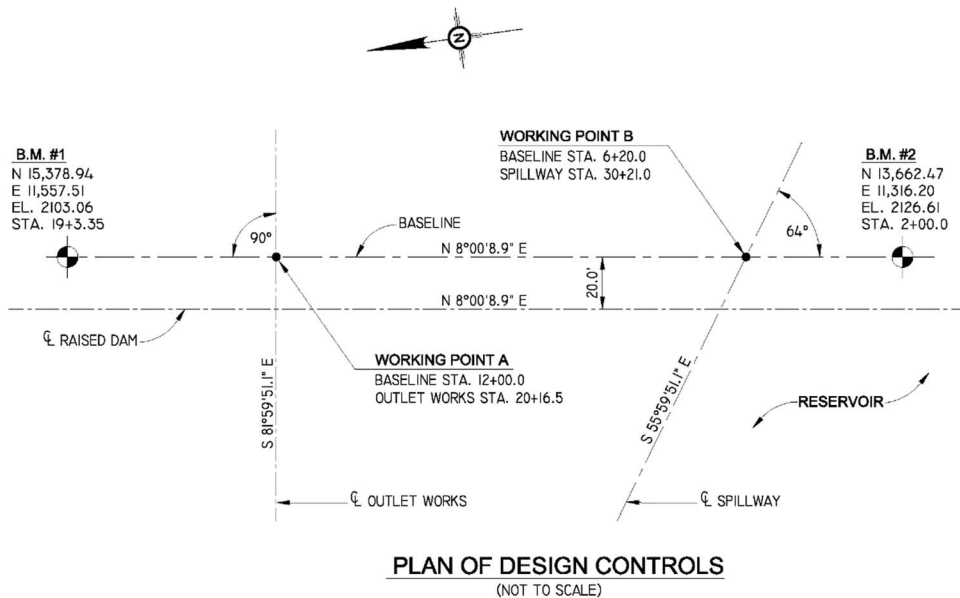 N
B.M. #1
N 15,378.94
E 11,557.51
EL. 2103.06
STA. 19+3.35
WORKING POINT B
BASELINE STA. 6+20.0
SPILLWAY STA. 30+21.0
B.M. #2
N 13,662.47
E 11,316.20
EL. 2126.61
STA. 2+00.0
90°
BASELINE
64°
N 8°00'8.9" E
20.0'
N 8°00'8.9" E
℄ RAISED DAM
WORKING POINT A
BASELINE STA. 12+00.0
OUTLET WORKS STA. 20+16.5
S 81°59'51.1" E
S 55°59'51.1" E
RESERVOIR
℄ OUTLET WORKS
℄ SPILLWAY
PLAN OF DESIGN CONTROLS
(NOT TO SCALE)